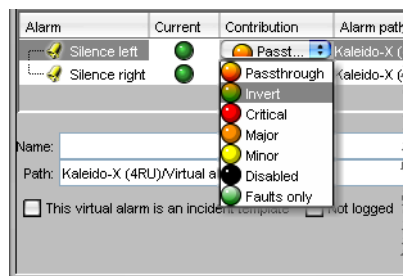 Alarm Current Contribution Alarm path
Silence left Passt... Kaleido-X (
Silence right Passthrough Kaleido-X (4
Invert
Critical
Major
Name: Minor
Path: Kaleido-X (4RU)/Virtual a Disabled
Faults only
This virtual alarm is an incident template Not logged